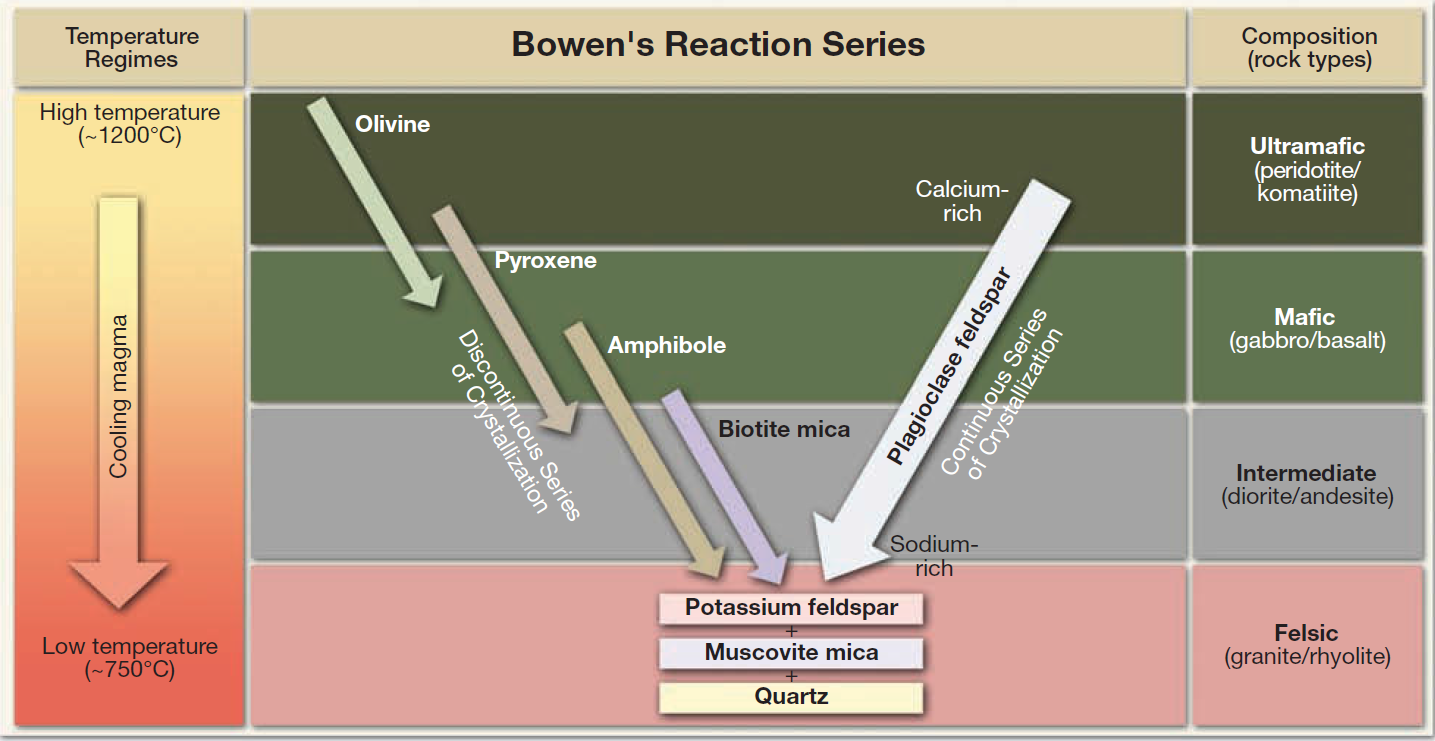 Temperature
Regimes
Bowen's Reaction Series
Composition
(rock types)
High temperature
(~1200°C)
Cooling magma
Low temperature
(~750°C)
Olivine
Pyroxene
Amphibole
Biotite mica
Discontinuous Series
of Crystallization
Calcium-
rich
Plagioclase feldspar
Continuous Series
of Crystallization
Sodium-
rich
Potassium feldspar
+
Muscovite mica
+
Quartz
Ultramafic
(peridotite/
komatiite)
Mafic
(gabbro/basalt)
Intermediate
(diorite/andesite)
Felsic
(granite/rhyolite)